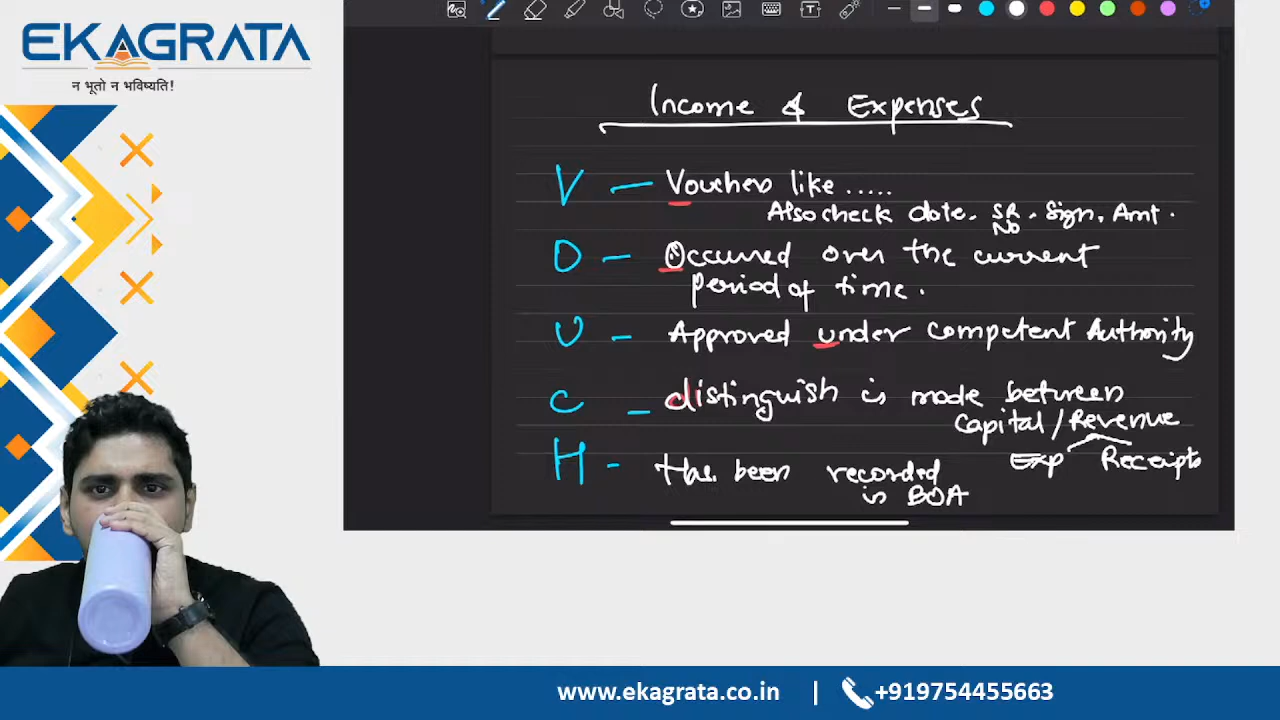 EKAGRATA
न भूतो न भविष्यति!
Income & Expenses
V — Vouchers like .....
Also check date. SR No. Sign, Amt.
O — Occurred over the current
period of time.
U - Approved under competent Authority
C - distinguish is made between
Capital / Revenue
Exp Receipts
H - Has been recorded
in BOA
www.ekagrata.co.in | +919754455663